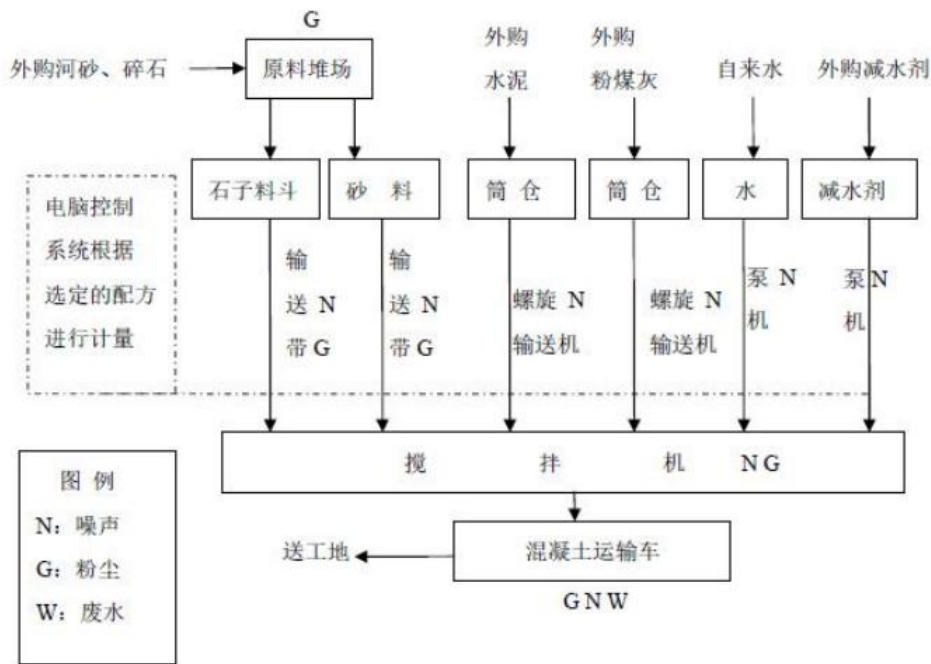 G
外购河砂、碎石
原料堆场
外购
水泥
外购
粉煤灰
自来水
外购减水剂
石子料斗
砂 料
筒 仓
筒 仓
水
减水剂
电脑控制
系统根据
选定的配方
进行计量
输
送 N
带 G
输
送 N
带 G
螺旋 N
输送机
螺旋 N
输送机
泵 N
机
泵 N
机
搅 拌 机 N G
混凝土运输车
送工地
G N W
图 例
N：噪声
G：粉尘
W：废水